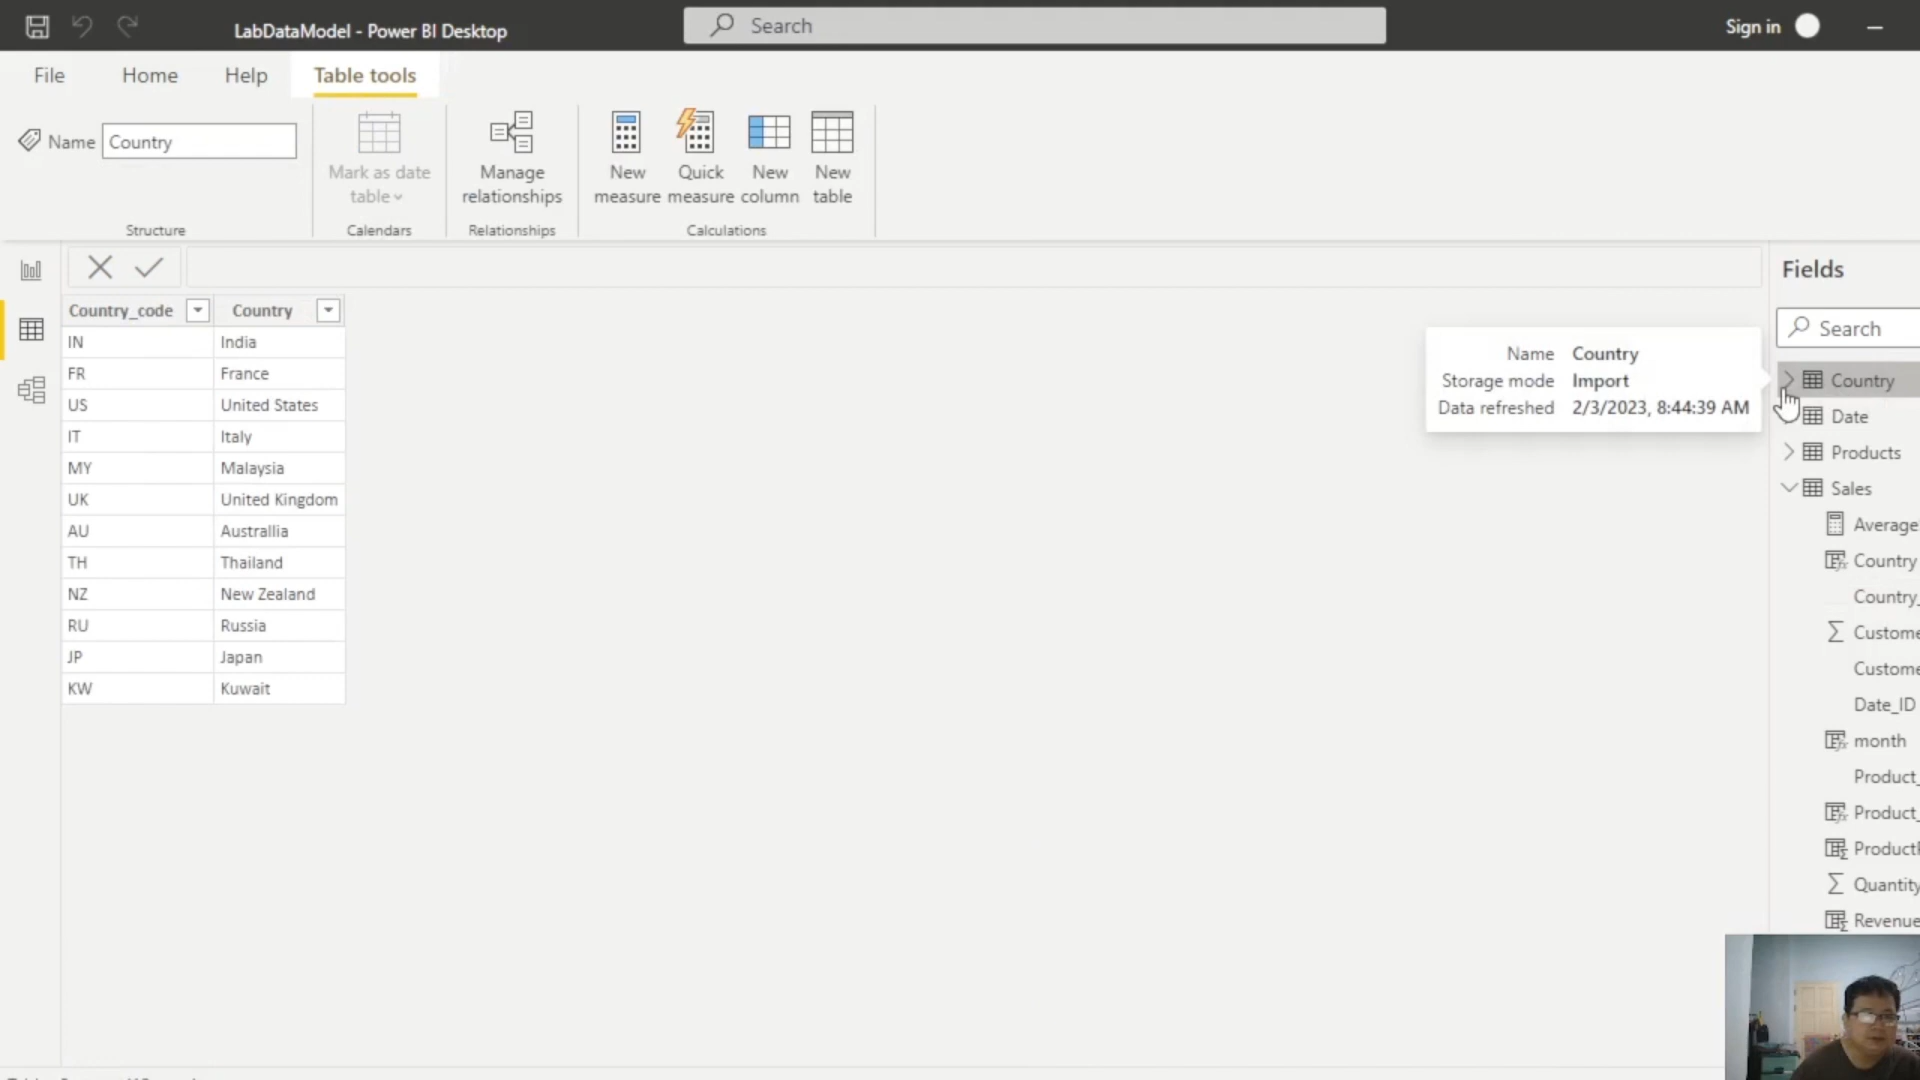 LabDataModel - Power BI Desktop
Search
Sign in
File
Home
Help
Table tools
Name
Country
Mark as date
table
Manage
relationships
New
measure
Quick
measure
New
column
New
table
Structure
Calendars
Relationships
Calculations
Fields
Search
Country_code
Country
IN
India
FR
France
US
United States
IT
Italy
MY
Malaysia
UK
United Kingdom
AU
Australlia
TH
Thailand
NZ
New Zealand
RU
Russia
JP
Japan
KW
Kuwait
Name Country
Storage mode Import
Data refreshed 2/3/2023, 8:44:39 AM
Country
Date
Products
Sales
Average
Country
Country_
Custome
Custome
Date_ID
month
Product_
Product_
Quantity
Revenue